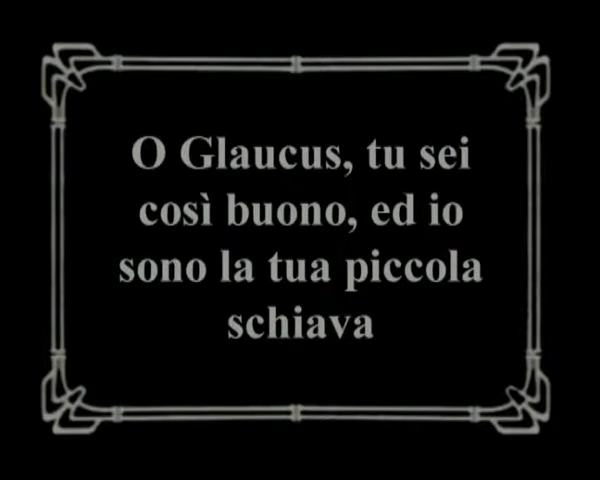 O Glaucus, tu sei
così buono, ed io
sono la tua piccola
schiava